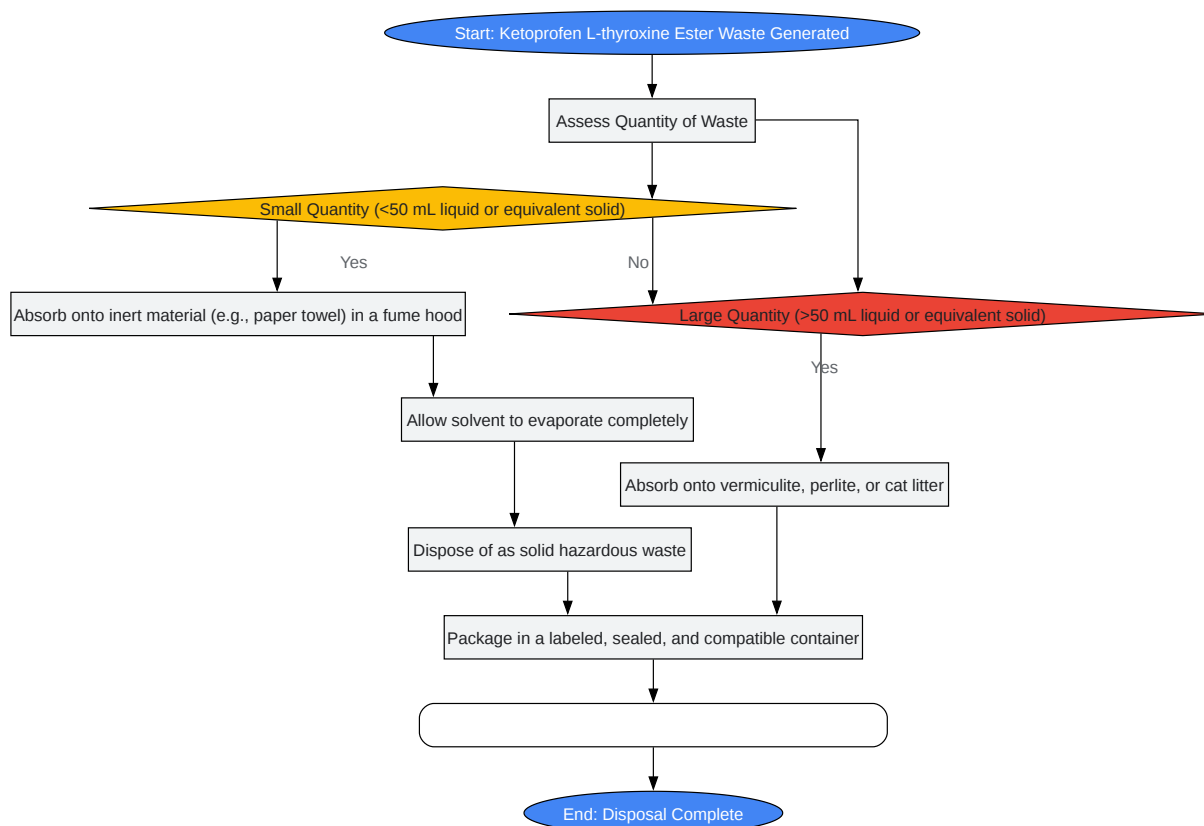 Start: Ketoprofen L-thyroxine Ester Waste Generated
Assess Quantity of Waste
Small Quantity (<50 mL liquid or equivalent solid)
Yes
No
Absorb onto inert material (e.g., paper towel) in a fume hood
Large Quantity (>50 mL liquid or equivalent solid)
Yes
Allow solvent to evaporate completely
Absorb onto vermiculite, perlite, or cat litter
Dispose of as solid hazardous waste
Package in a labeled, sealed, and compatible container
End: Disposal Complete